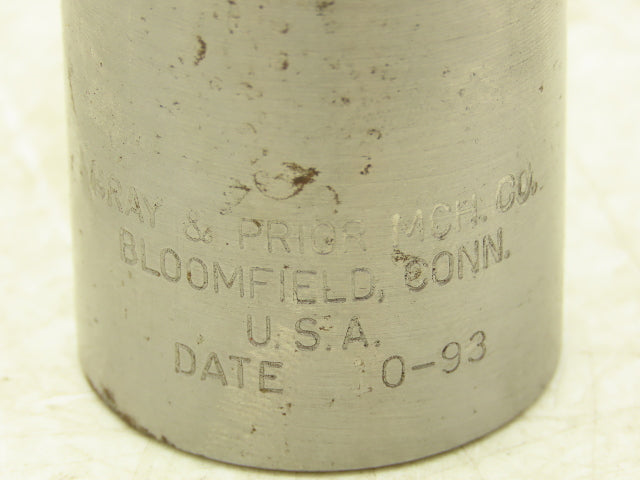 GRAY & PRIOR MCH. CO.
BLOOMFIELD, CONN.
U.S.A.
DATE 10-93